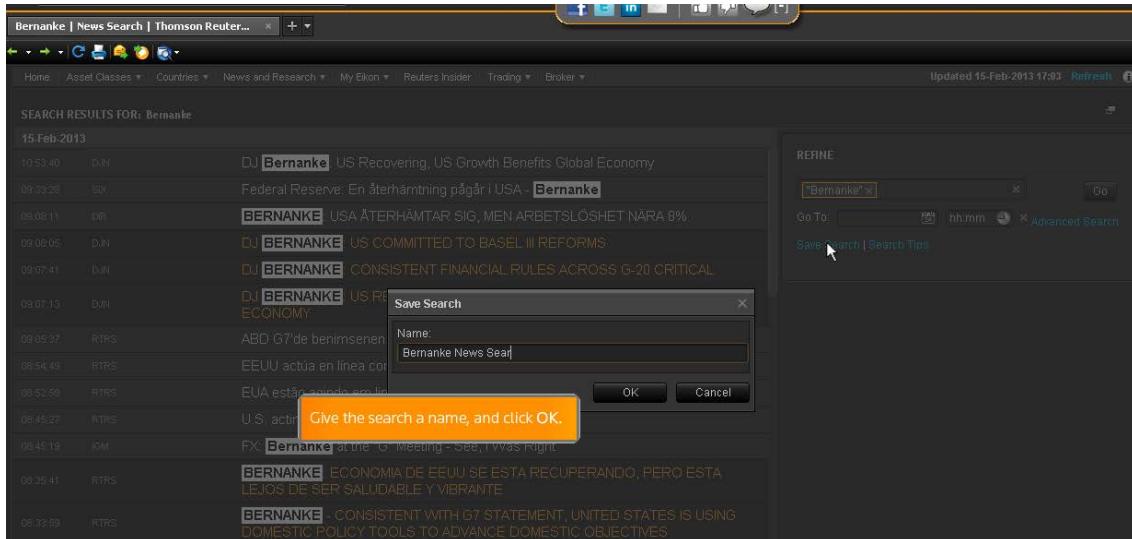 Bernanke | News Search | Thomson Reuter...
Home Asset Classes Countries News and Research My Eikon Reuters Insider Trading Broker Updated 15-Feb-2013 17:03 Refresh
SEARCH RESULTS FOR: Bernanke
15-Feb-2013
10:53:40 DJN DJ Bernanke: US Recovering, US Growth Benefits Global Economy
09:33:28 SIX Federal Reserve: En återhämtning pågår i USA - Bernanke
09:08:11 DIR BERNANKE: USA ÅTERHÄMTAR SIG, MEN ARBETSLÖSHET NÄRA 8%
09:08:05 DJN DJ BERNANKE: US COMMITTED TO BASEL III REFORMS
09:07:41 DJN DJ BERNANKE: CONSISTENT FINANCIAL RULES ACROSS G-20 CRITICAL
09:07:13 DJN DJ BERNANKE: US RE
ECONOMY
09:05:37 RTRS ABD G7'de benimsenen
08:54:49 RTRS EEUU actúa en línea con
08:52:58 RTRS EUA estão agindo em lin
08:45:27 RTRS U.S. actin
08:45:19 IGM FX: Bernanke at the "G" Meeting - See, I Was Right
08:35:41 RTRS BERNANKE: ECONOMIA DE EEUU SE ESTA RECUPERANDO, PERO ESTA
LEJOS DE SER SALUDABLE Y VIBRANTE
08:33:59 RTRS BERNANKE - CONSISTENT WITH G7 STATEMENT, UNITED STATES IS USING
DOMESTIC POLICY TOOLS TO ADVANCE DOMESTIC OBJECTIVES
REFINE
"Bernanke" Go
Go To: hh:mm Advanced Search
Save Search | Search Tips
Save Search
Name:
Bernanke News Sear
OK Cancel
Give the search a name, and click OK.